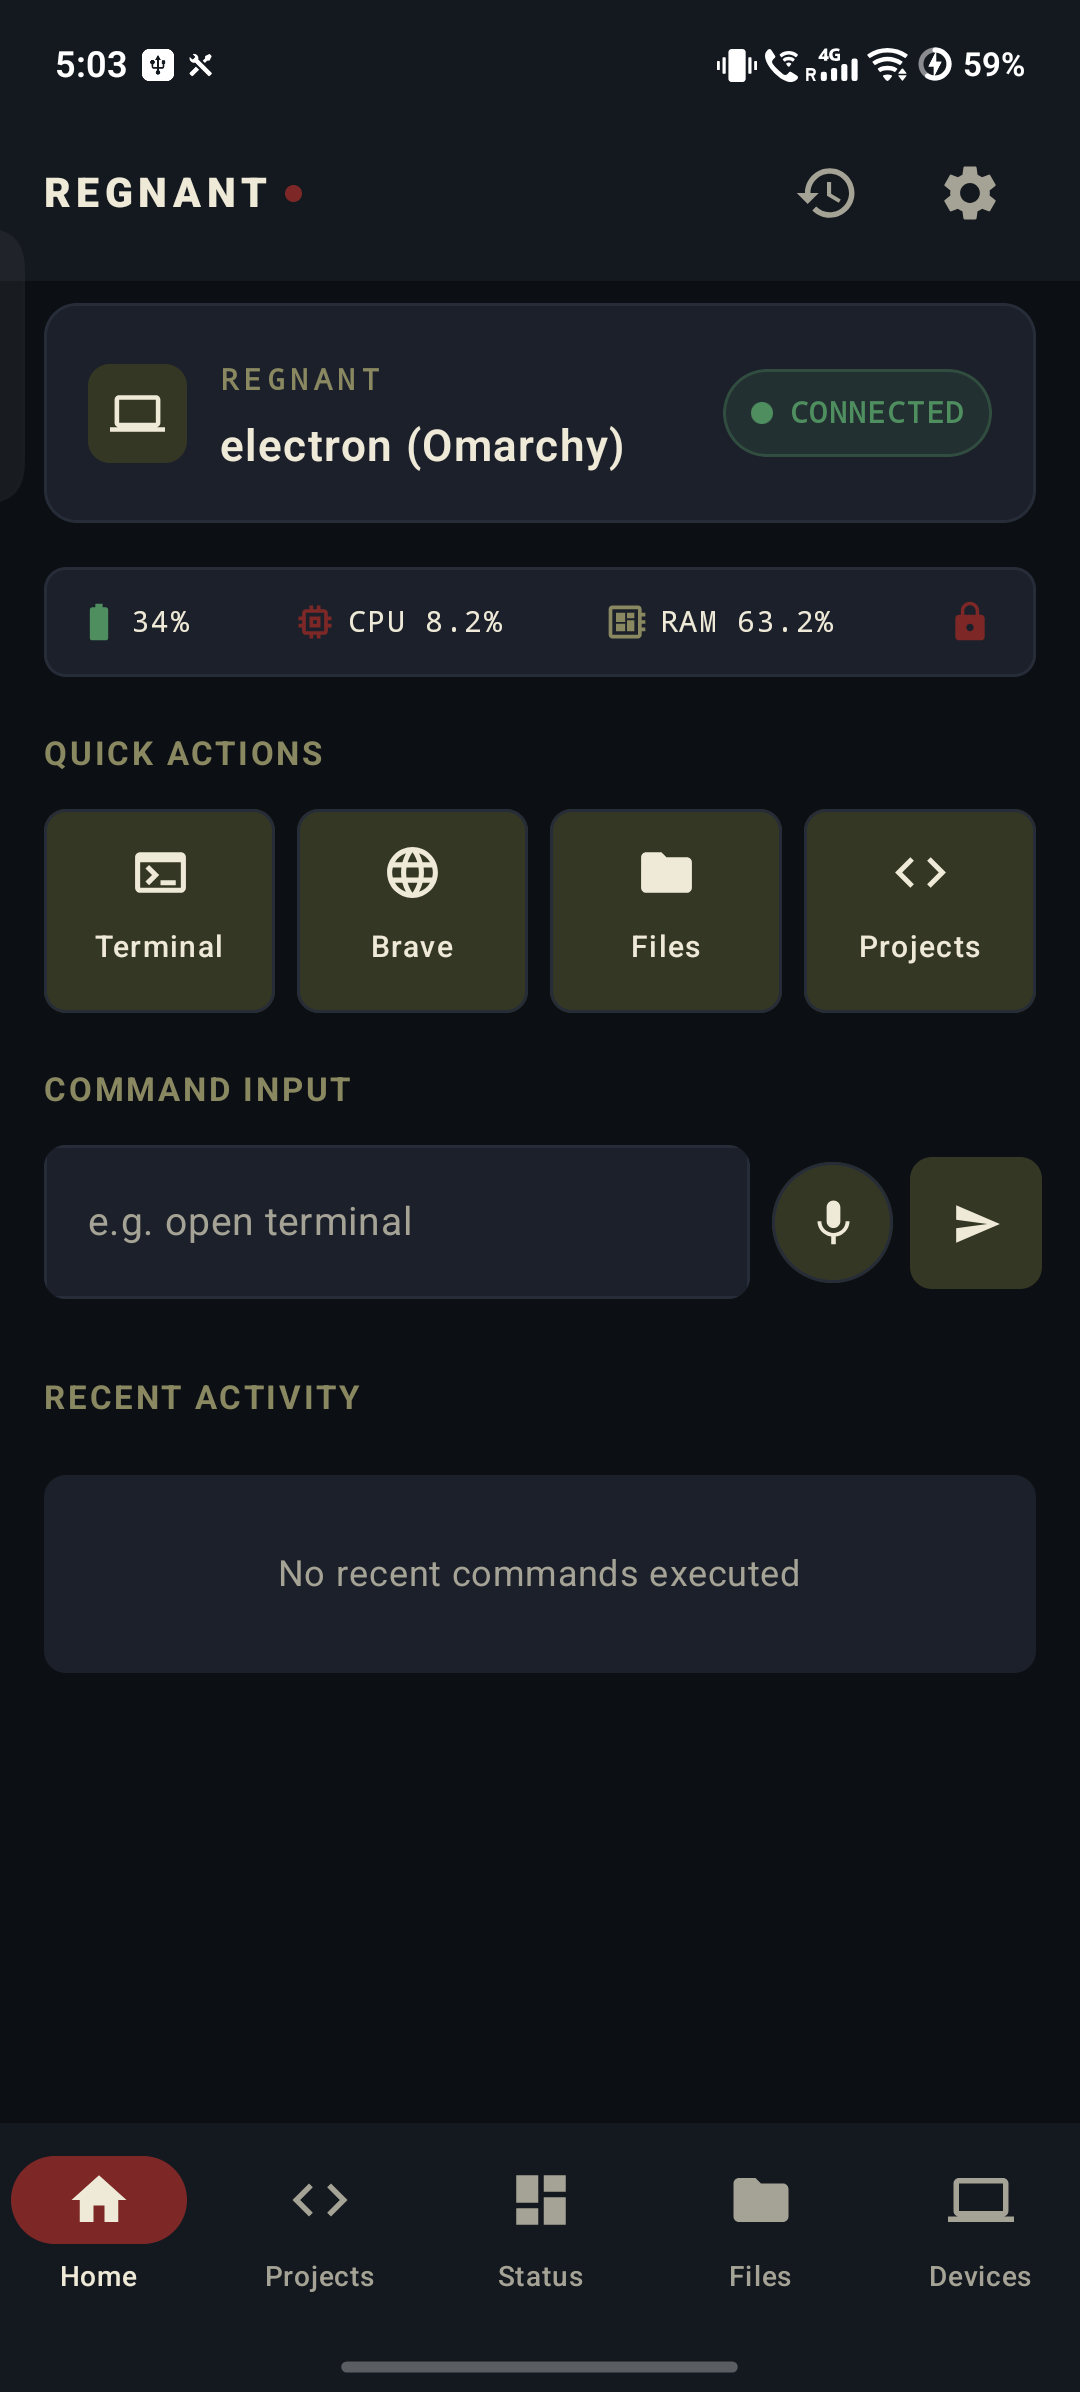 5:03
R 4G 59%
REGNANT
REGNANT
electron (Omarchy)
CONNECTED
34% CPU 8.2% RAM 63.2%
QUICK ACTIONS
Terminal Brave Files Projects
COMMAND INPUT
e.g. open terminal
RECENT ACTIVITY
No recent commands executed
Home Projects Status Files Devices